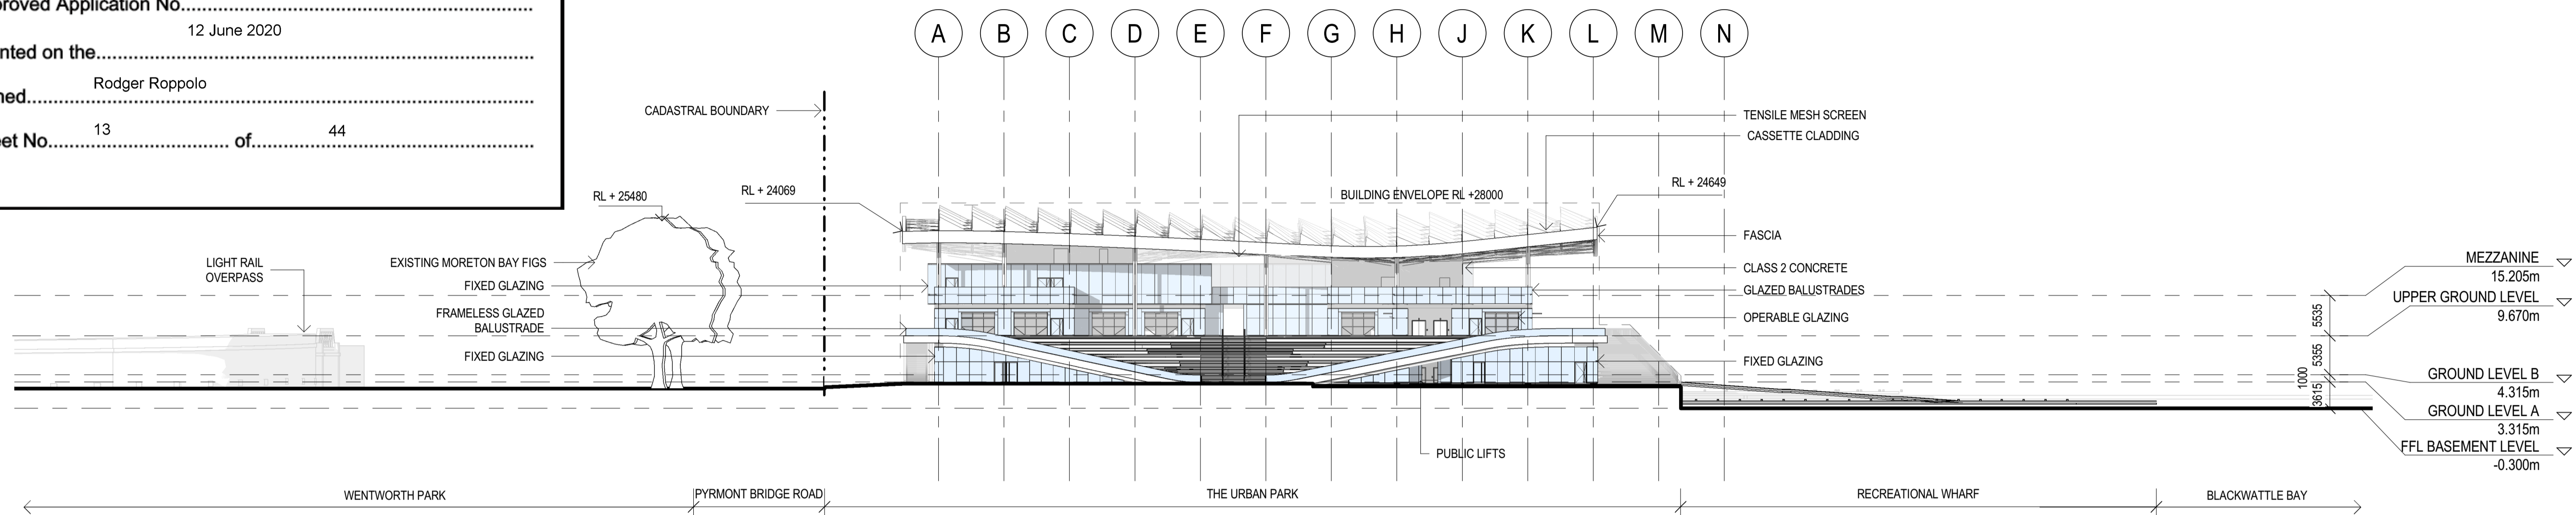 roved Application No.
12 June 2020
nted on the
Rodger Roppolo
ned
eet No. 13 of 44
A B C D E F G H J K L M N
CADASTRAL BOUNDARY
TENSILE MESH SCREEN
CASSETTE CLADDING
RL + 25480
RL + 24069
BUILDING ENVELOPE RL +28000
RL + 24649
FASCIA
LIGHT RAIL
OVERPASS
EXISTING MORETON BAY FIGS
FIXED GLAZING
FRAMELESS GLAZED
BALUSTRADE
FIXED GLAZING
CLASS 2 CONCRETE
GLAZED BALUSTRADES
OPERABLE GLAZING
FIXED GLAZING
MEZZANINE
15.205m
UPPER GROUND LEVEL
9.670m
GROUND LEVEL B
4.315m
GROUND LEVEL A
3.315m
FFL BASEMENT LEVEL
-0.300m
5535
5355
1000
3615
PUBLIC LIFTS
WENTWORTH PARK
PYRMONT BRIDGE ROAD
THE URBAN PARK
RECREATIONAL WHARF
BLACKWATTLE BAY